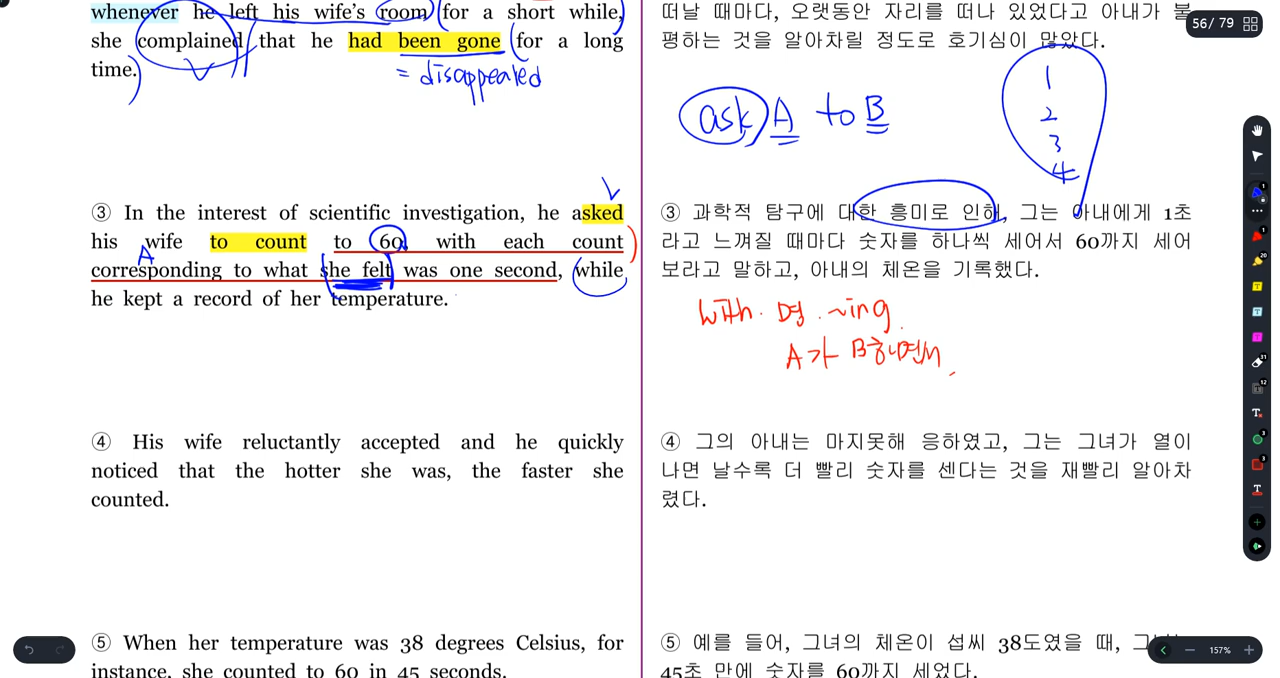 whenever he left his wife's room for a short while,
she complained that he had been gone for a long
time.
= disappeared
③ In the interest of scientific investigation, he asked
his wife to count to 60, with each count
A
corresponding to what she felt was one second, while
he kept a record of her temperature.
④ His wife reluctantly accepted and he quickly
noticed that the hotter she was, the faster she
counted.
⑤ When her temperature was 38 degrees Celsius, for
instance, she counted to 60 in 45 seconds.
떠날 때마다, 오랫동안 자리를 떠나 있었다고 아내가 불
평하는 것을 알아차릴 정도로 호기심이 많았다.
ask A to B
1
2
3
4
③ 과학적 탐구에 대한 흥미로 인해, 그는 아내에게 1초
라고 느껴질 때마다 숫자를 하나씩 세어서 60까지 세어
보라고 말하고, 아내의 체온을 기록했다.
with. 명. ~ing.
A가 B하면서
④ 그의 아내는 마지못해 응하였고, 그는 그녀가 열이
나면 날수록 더 빨리 숫자를 센다는 것을 재빨리 알아차
렸다.
⑤ 예를 들어, 그녀의 체온이 섭씨 38도였을 때,
45초 만에 숫자를 60까지 세었다.
56 / 79
157%